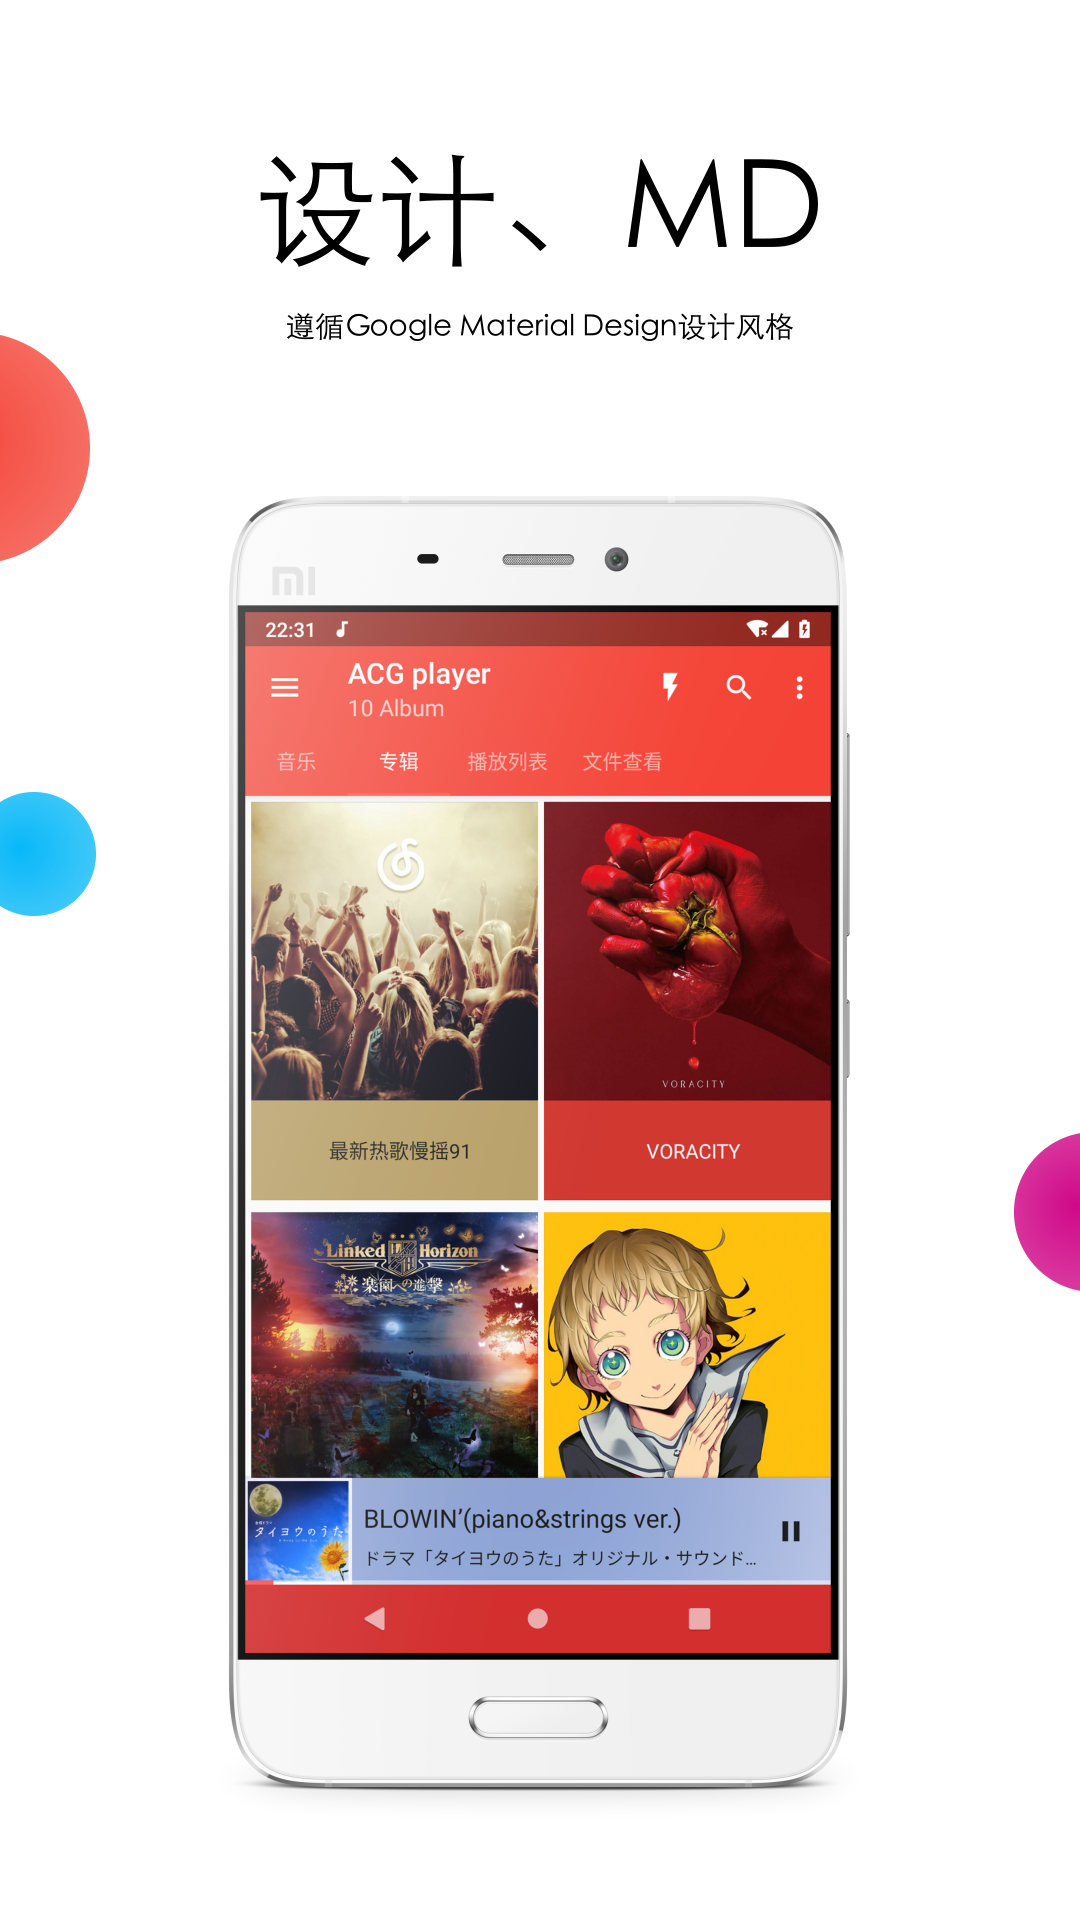 设计、MD
遵循Google Material Design设计风格
22:31
ACG player
10 Album
音乐 专辑 播放列表 文件查看
VORACITY
最新热歌慢摇91
VORACITY
Linked Horizon
楽園への進撃
タイヨウのうた
BLOWIN'(piano&strings ver.)
ドラマ「タイヨウのうた」オリジナル・サウンド...